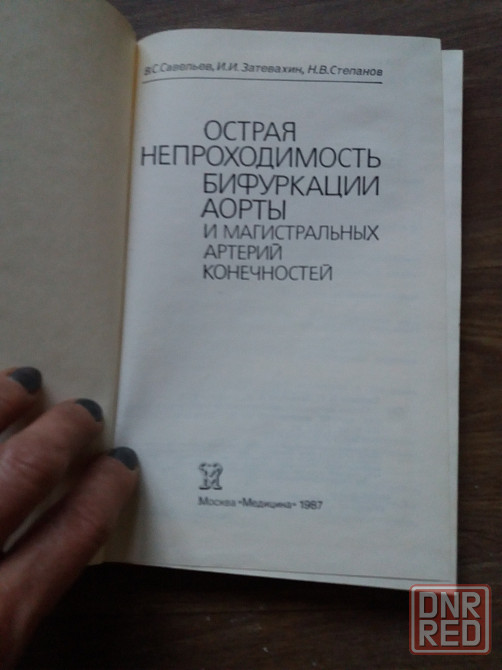 В.С.Савельев, И.И.Затевахин, Н.В.Степанов
ОСТРАЯ
НЕПРОХОДИМОСТЬ
БИФУРКАЦИИ
АОРТЫ
И МАГИСТРАЛЬНЫХ
АРТЕРИЙ
КОНЕЧНОСТЕЙ
Москва «Медицина» 1987
DNR
RED